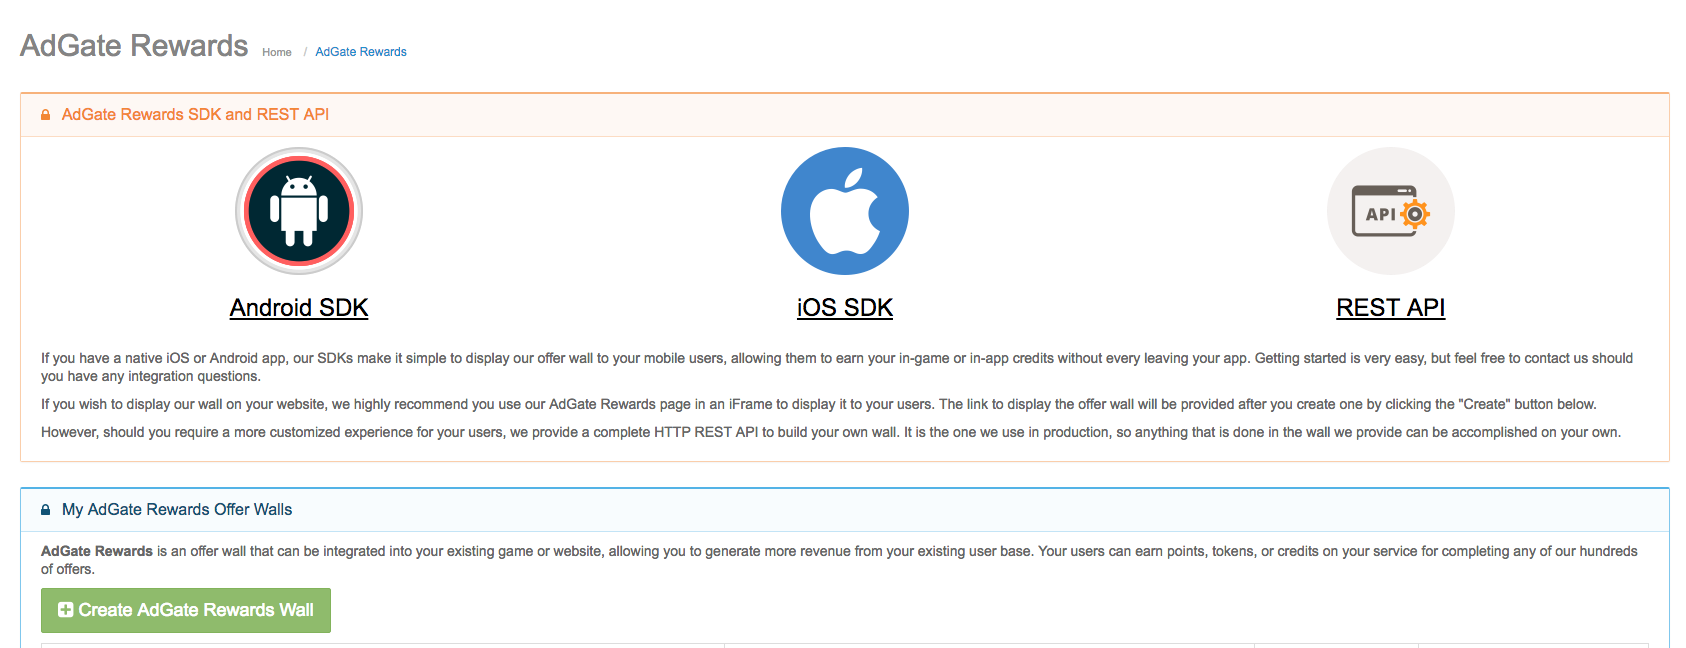 AdGate Rewards Home / AdGate Rewards
AdGate Rewards SDK and REST API
API
Android SDK
iOS SDK
REST API
If you have a native iOS or Android app, our SDKs make it simple to display our offer wall to your mobile users, allowing them to earn your in-game or in-app credits without every leaving your app. Getting started is very easy, but feel free to contact us should
you have any integration questions.
If you wish to display our wall on your website, we highly recommend you use our AdGate Rewards page in an iFrame to display it to your users. The link to display the offer wall will be provided after you create one by clicking the "Create" button below.
However, should you require a more customized experience for your users, we provide a complete HTTP REST API to build your own wall. It is the one we use in production, so anything that is done in the wall we provide can be accomplished on your own.
My AdGate Rewards Offer Walls
AdGate Rewards is an offer wall that can be integrated into your existing game or website, allowing you to generate more revenue from your existing user base. Your users can earn points, tokens, or credits on your service for completing any of our hundreds
of offers.
Create AdGate Rewards Wall